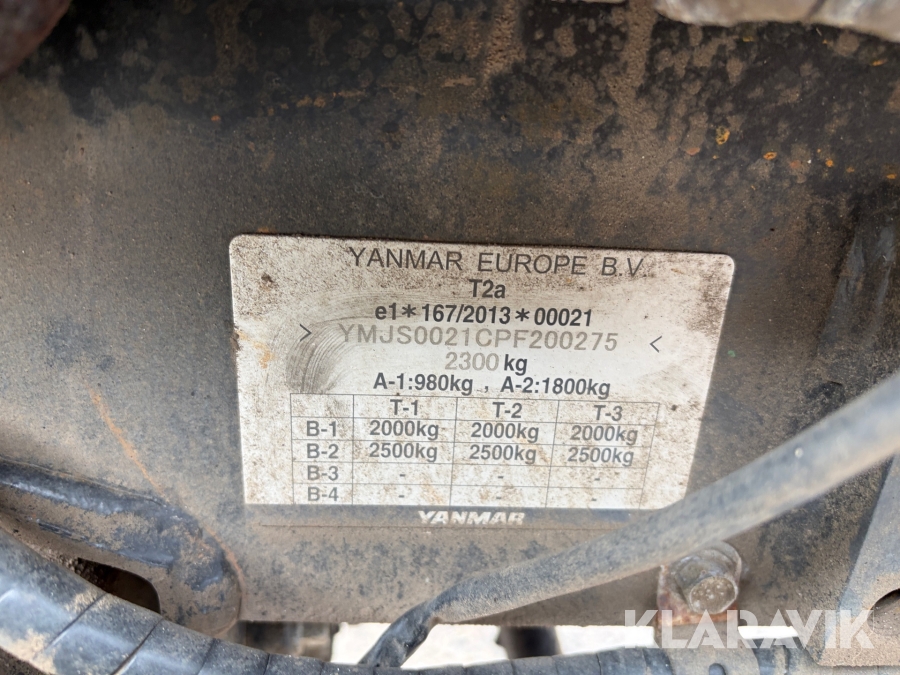 YANMAR EUROPE B.V.
T2a
e1*167/2013*00021
> YMJS0021CPF200275 <
2300 kg
A-1:980kg , A-2:1800kg
T-1 T-2 T-3
B-1 2000kg 2000kg 2000kg
B-2 2500kg 2500kg 2500kg
B-3 - - -
B-4 - - -
YANMAR
KLARAVIK